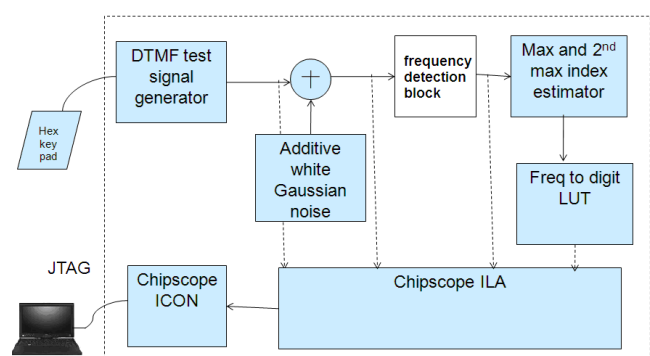 DTMF test
signal
generator
frequency
detection
block
Max and 2nd
max index
estimator
Hex
key
pad
Additive
white
Gaussian
noise
Freq to digit
LUT
JTAG
Chipscope
ICON
Chipscope ILA